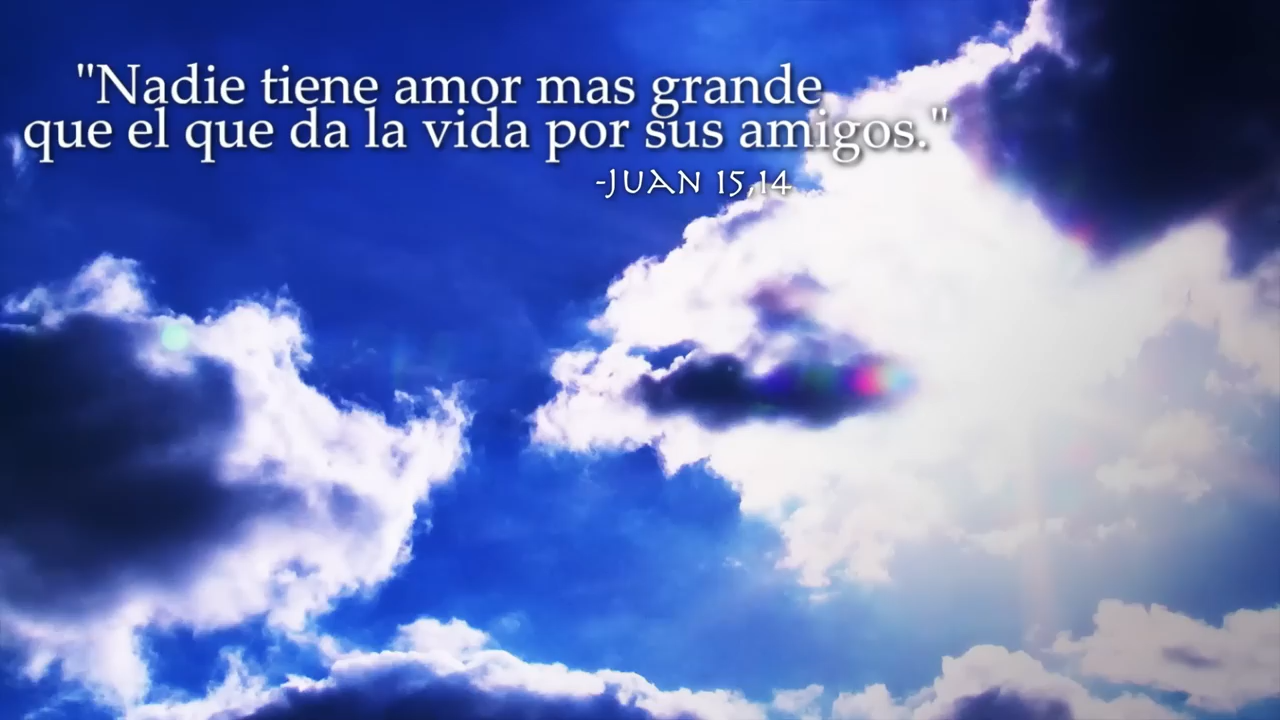 "Nadie tiene amor mas grande
que el que da la vida por sus amigos."
-JUAN 15,14